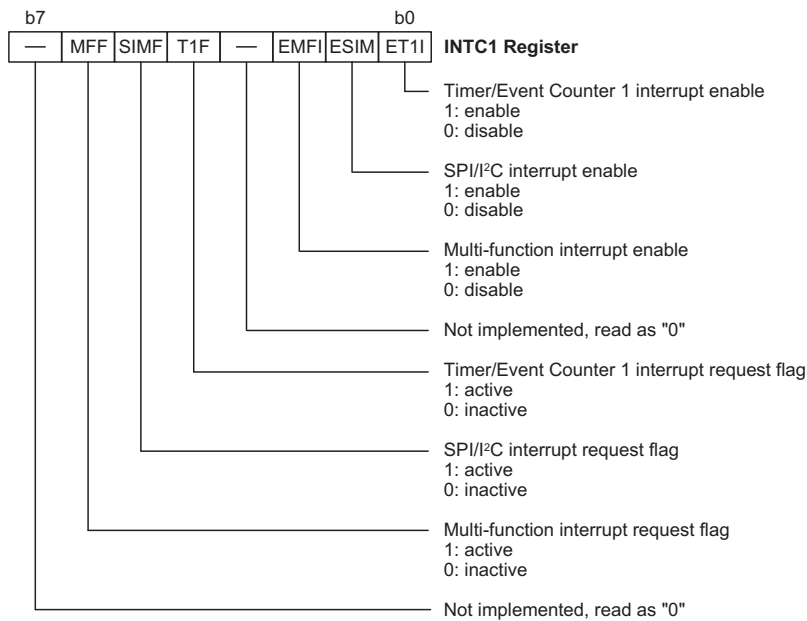 b7 b0
— MFF SIMF T1F — EMFI ESIM ET1I INTC1 Register
Timer/Event Counter 1 interrupt enable
1: enable
0: disable
SPI/I²C interrupt enable
1: enable
0: disable
Multi-function interrupt enable
1: enable
0: disable
Not implemented, read as "0"
Timer/Event Counter 1 interrupt request flag
1: active
0: inactive
SPI/I²C interrupt request flag
1: active
0: inactive
Multi-function interrupt request flag
1: active
0: inactive
Not implemented, read as "0"